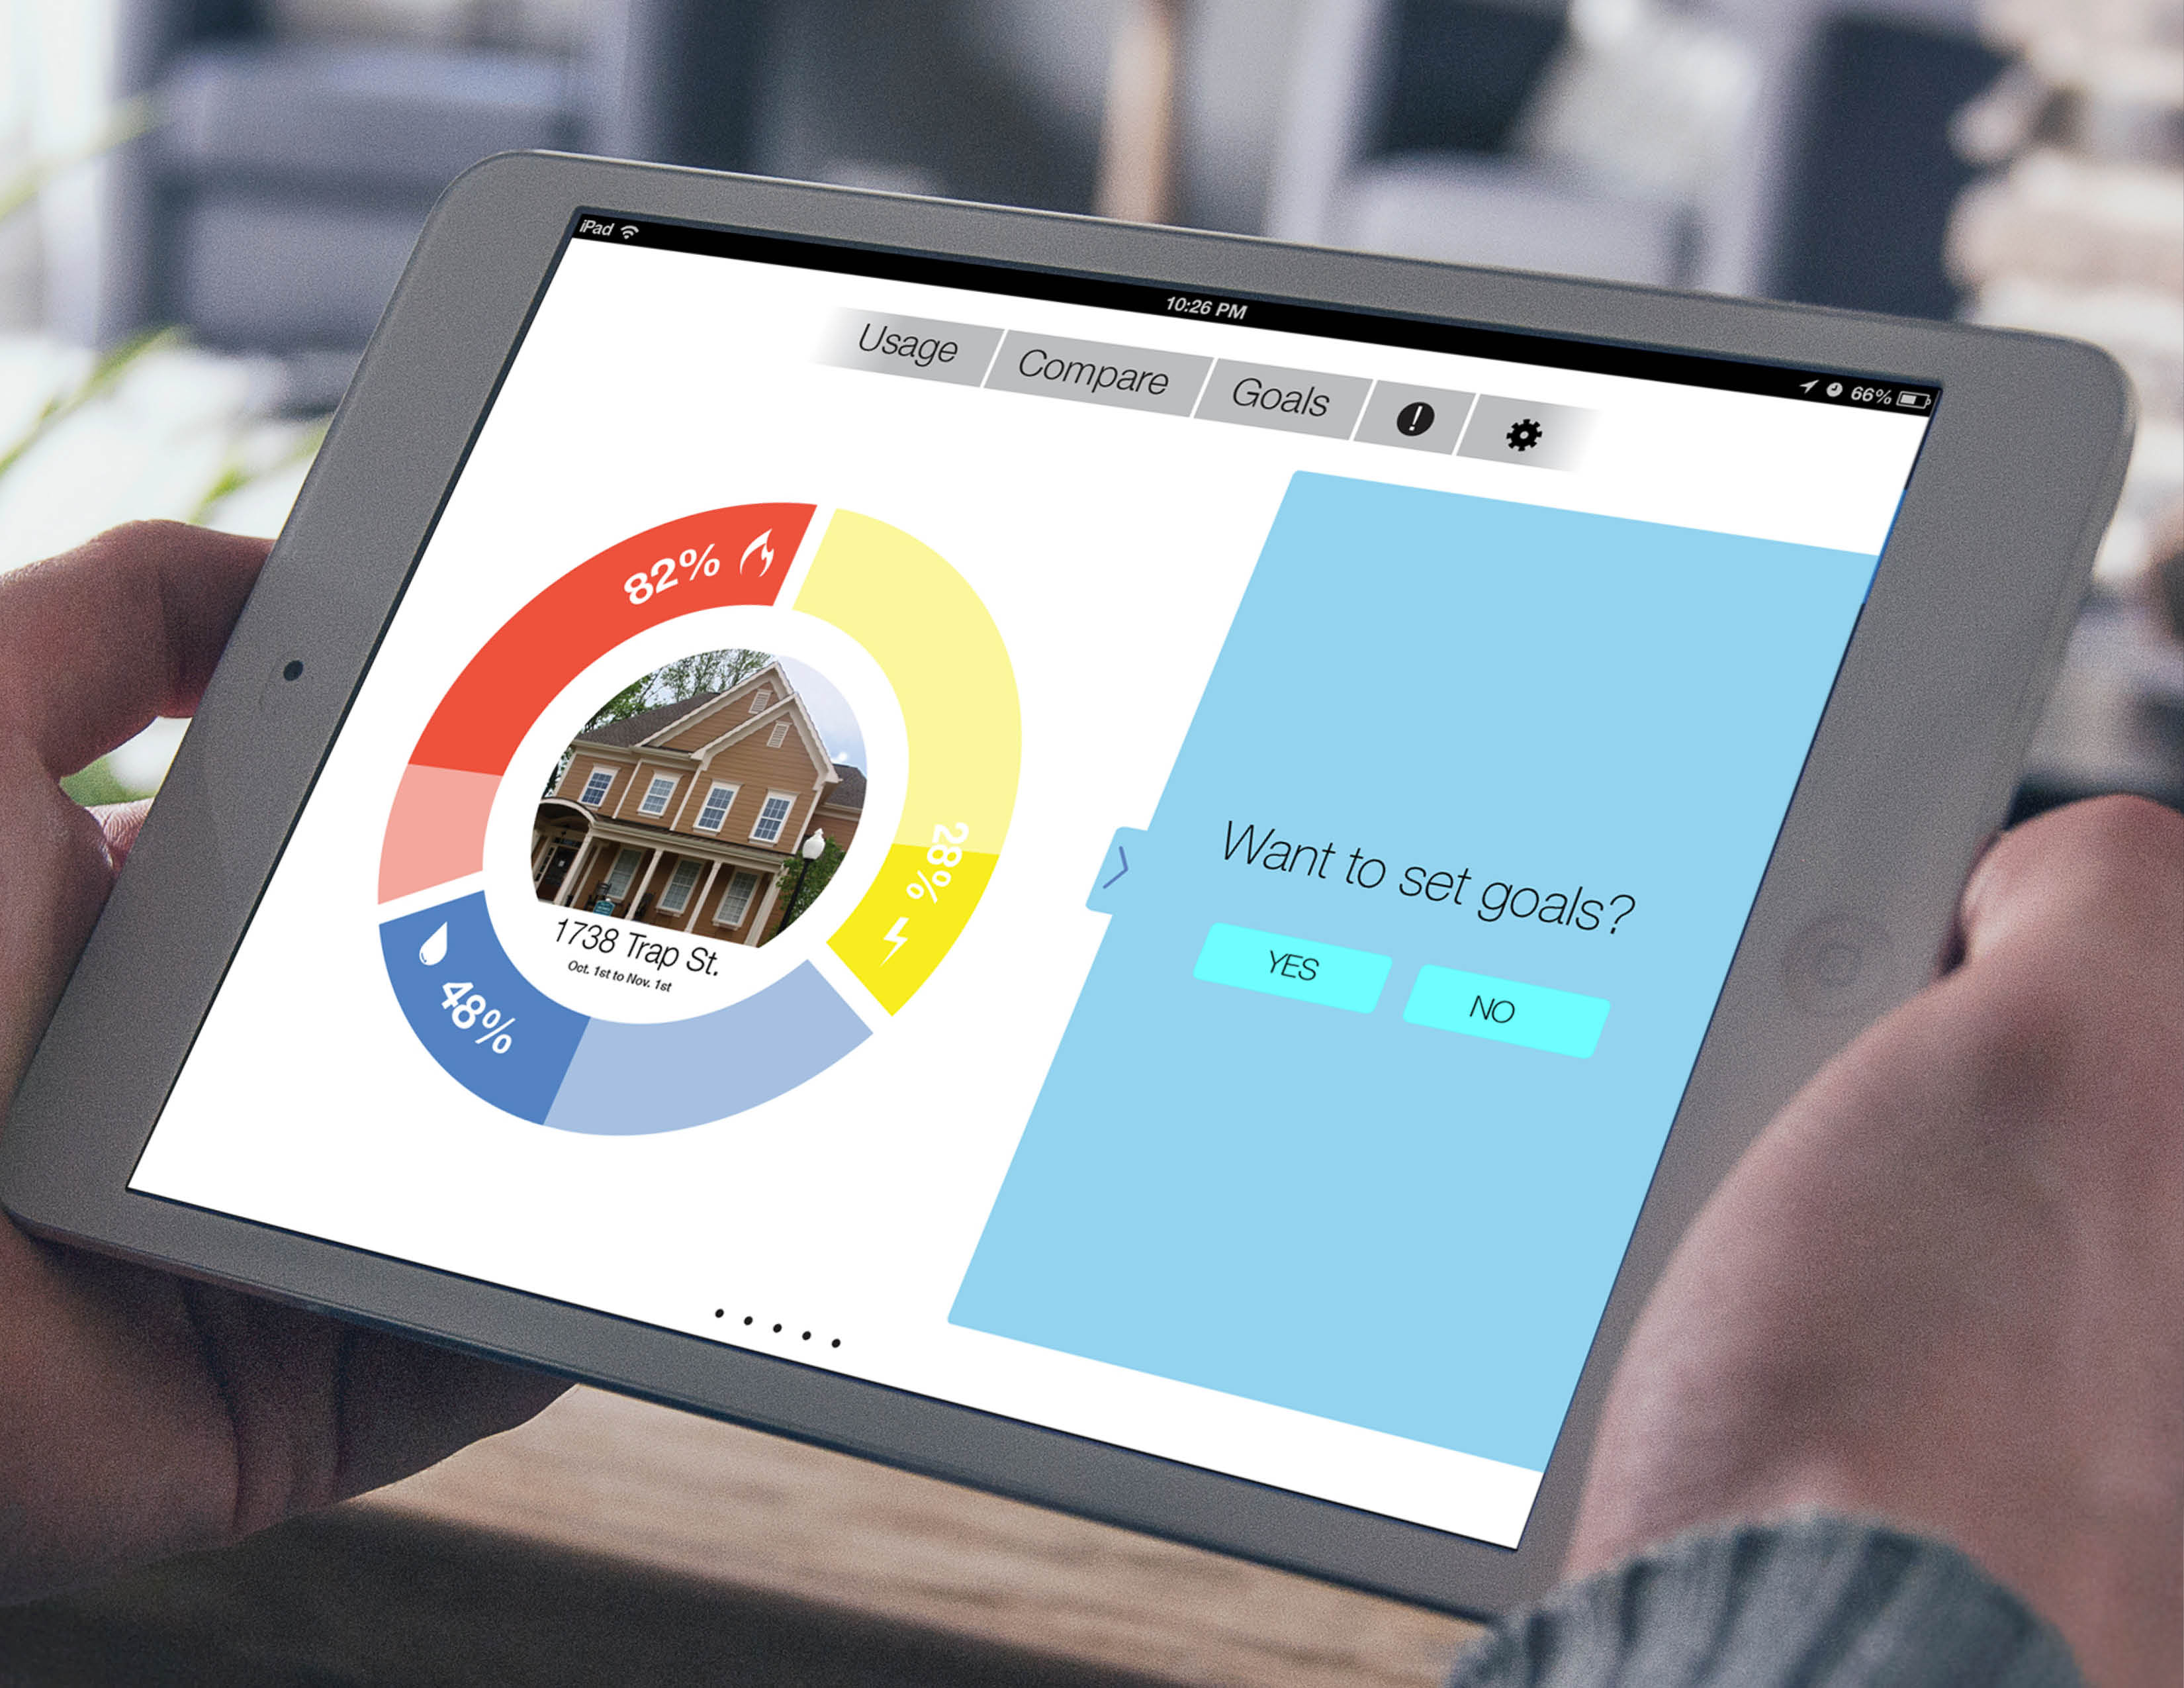 iPad
10:26 PM
66%
Usage
Compare
Goals
82%
28%
48%
1738 Trap St.
Oct. 1st to Nov. 1st
Want to set goals?
YES
NO